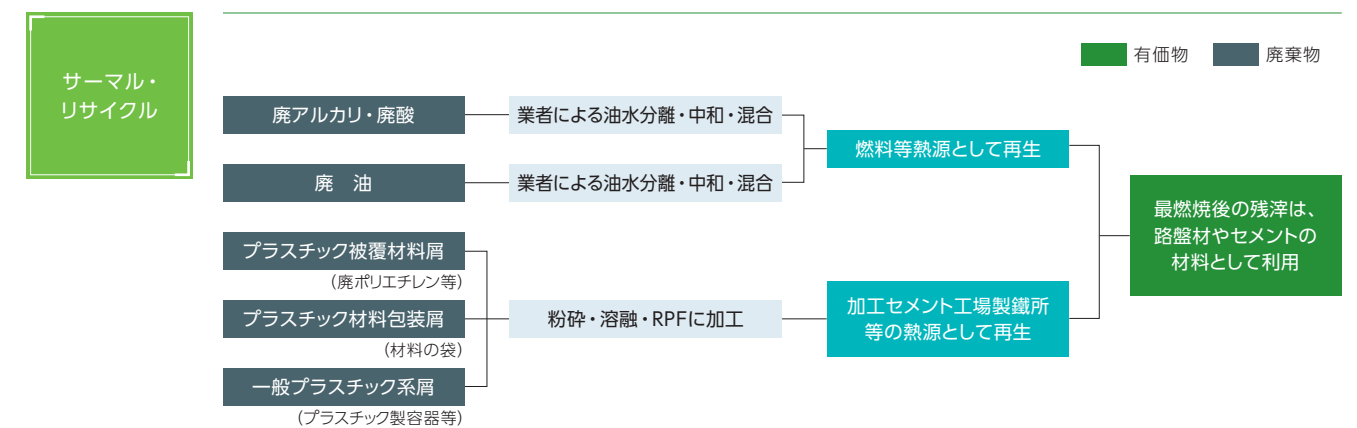 サーマル・
リサイクル
有価物
廃棄物
廃アルカリ・廃酸
業者による油水分離・中和・混合
燃料等熱源として再生
廃　油
業者による油水分離・中和・混合
最燃焼後の残滓は、
路盤材やセメントの
材料として利用
プラスチック被覆材料屑
(廃ポリエチレン等)
プラスチック材料包装屑
(材料の袋)
一般プラスチック系屑
(プラスチック製容器等)
粉砕・溶融・RPFに加工
加工セメント工場製鐵所
等の熱源として再生